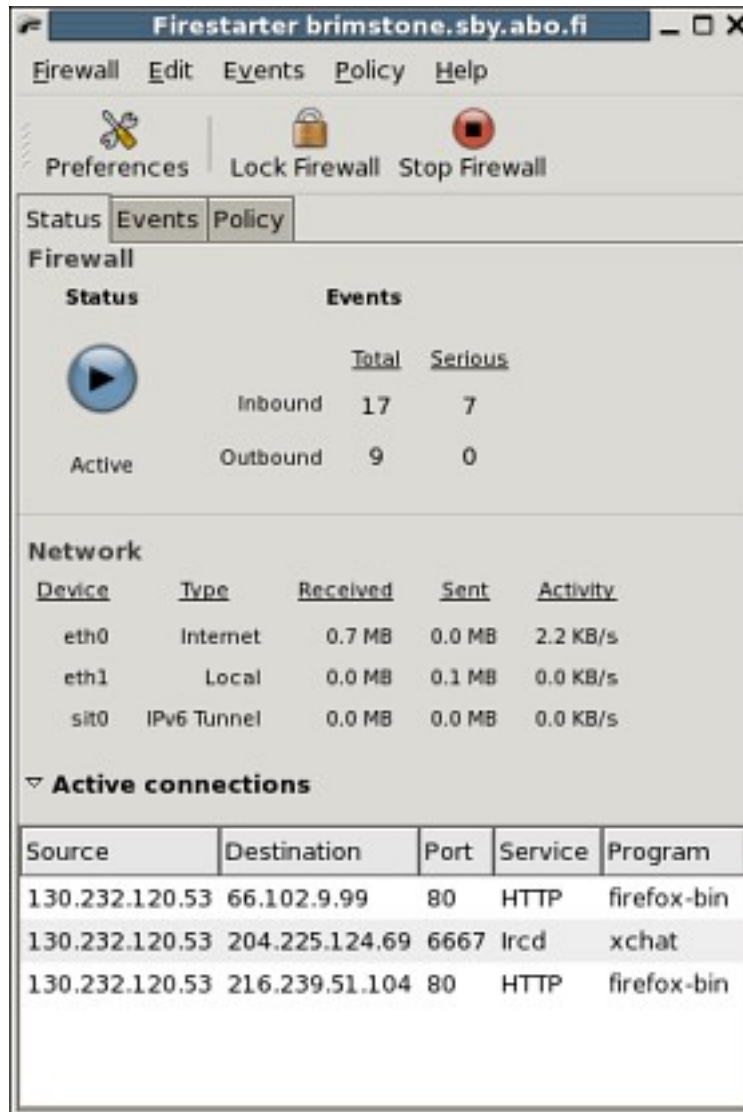 Firestarter brimstone.sby.abo.fi
Firewall Edit Events Policy Help
Preferences Lock Firewall Stop Firewall
Status Events Policy
Firewall
Status Events
Total Serious
Inbound 17 7
Active Outbound 9 0
Network
Device Type Received Sent Activity
eth0 Internet 0.7 MB 0.0 MB 2.2 KB/s
eth1 Local 0.0 MB 0.1 MB 0.0 KB/s
sit0 IPv6 Tunnel 0.0 MB 0.0 MB 0.0 KB/s
Active connections
Source Destination Port Service Program
130.232.120.53 66.102.9.99 80 HTTP firefox-bin
130.232.120.53 204.225.124.69 6667 Ircd xchat
130.232.120.53 216.239.51.104 80 HTTP firefox-bin